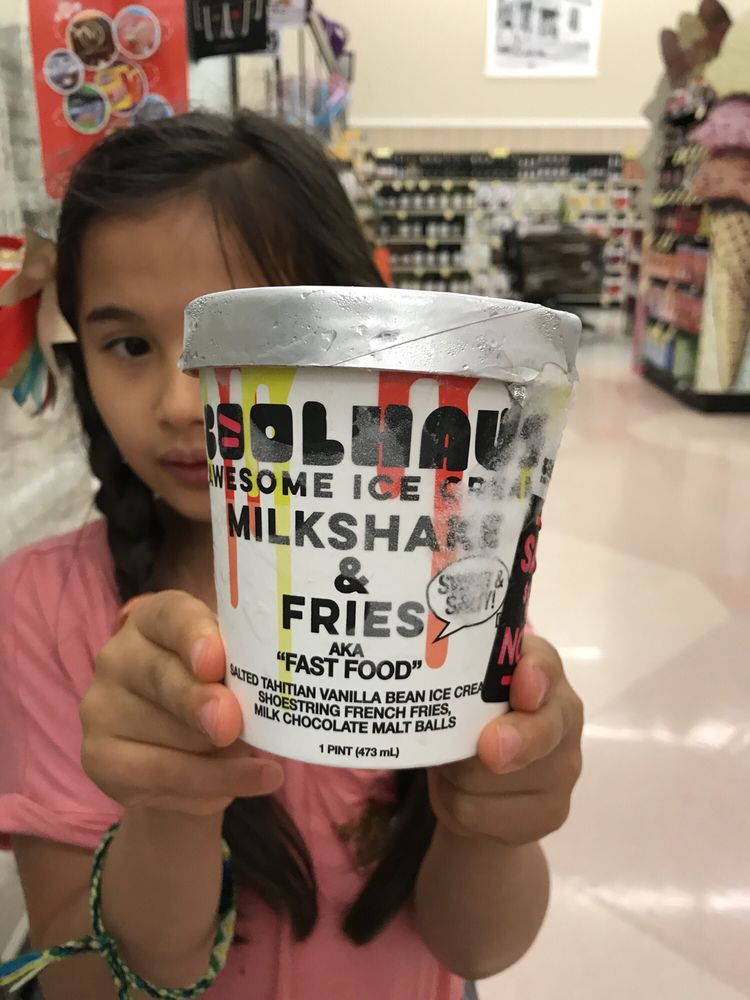 COOLHAUS
AWESOME ICE CREAM
MILKSHAKE
&
FRIES
SWEET &
SALTY!
AKA
"FAST FOOD"
SALTED TAHITIAN VANILLA BEAN ICE CREA
SHOESTRING FRENCH FRIES,
MILK CHOCOLATE MALT BALLS
1 PINT (473 mL)